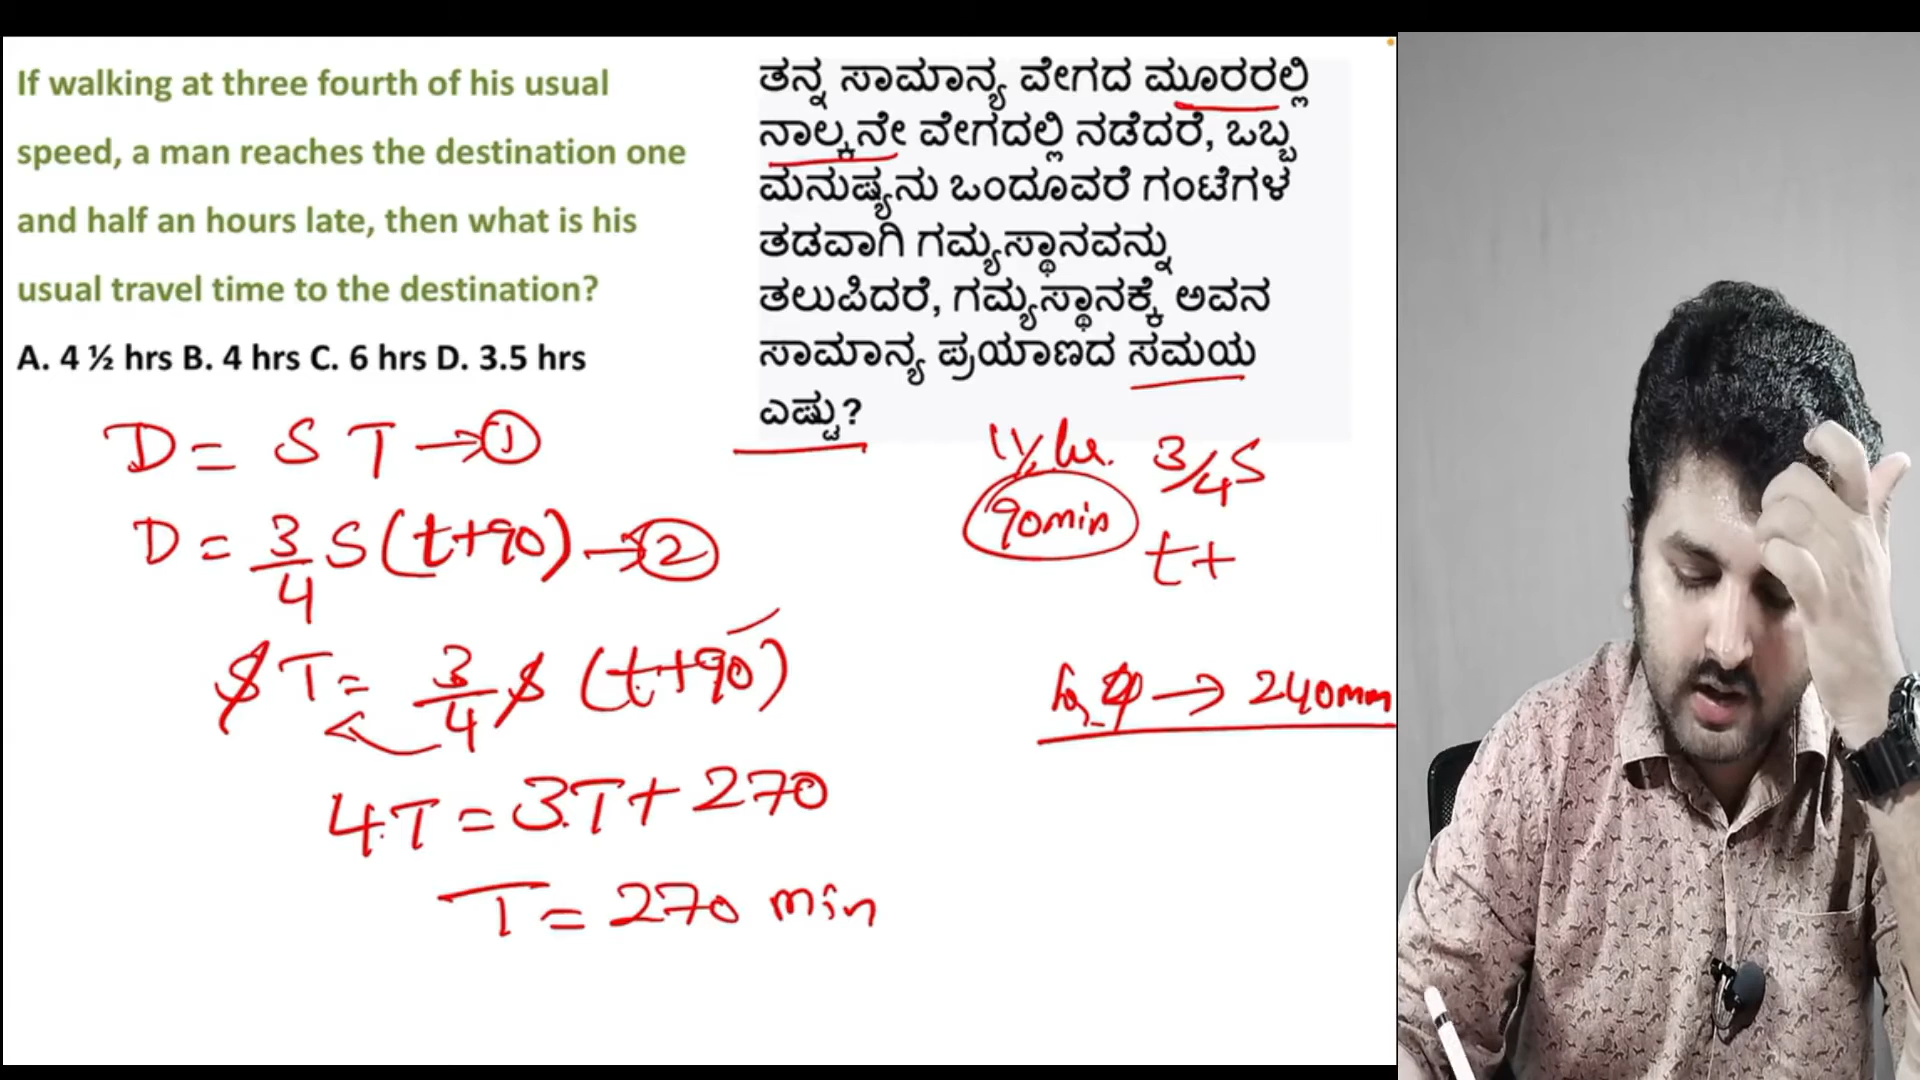 If walking at three fourth of his usual
speed, a man reaches the destination one
and half an hours late, then what is his
usual travel time to the destination?
A. 4 ½ hrs B. 4 hrs C. 6 hrs D. 3.5 hrs
ತನ್ನ ಸಾಮಾನ್ಯ ವೇಗದ ಮೂರರಲ್ಲಿ
ನಾಲ್ಕನೇ ವೇಗದಲ್ಲಿ ನಡೆದರೆ, ಒಬ್ಬ
ಮನುಷ್ಯನು ಒಂದೂವರೆ ಗಂಟೆಗಳ
ತಡವಾಗಿ ಗಮ್ಯಸ್ಥಾನವನ್ನು
ತಲುಪಿದರೆ, ಗಮ್ಯಸ್ಥಾನಕ್ಕೆ ಅವನ
ಸಾಮಾನ್ಯ ಪ್ರಯಾಣದ ಸಮಯ
ಎಷ್ಟು?
D = S T → ①
D = 3/4 S (t+90) → ②
S T = 3/4 S (t+90)
4T = 3T + 270
T = 270 min
3/4 S
90min
t +
→ 240min